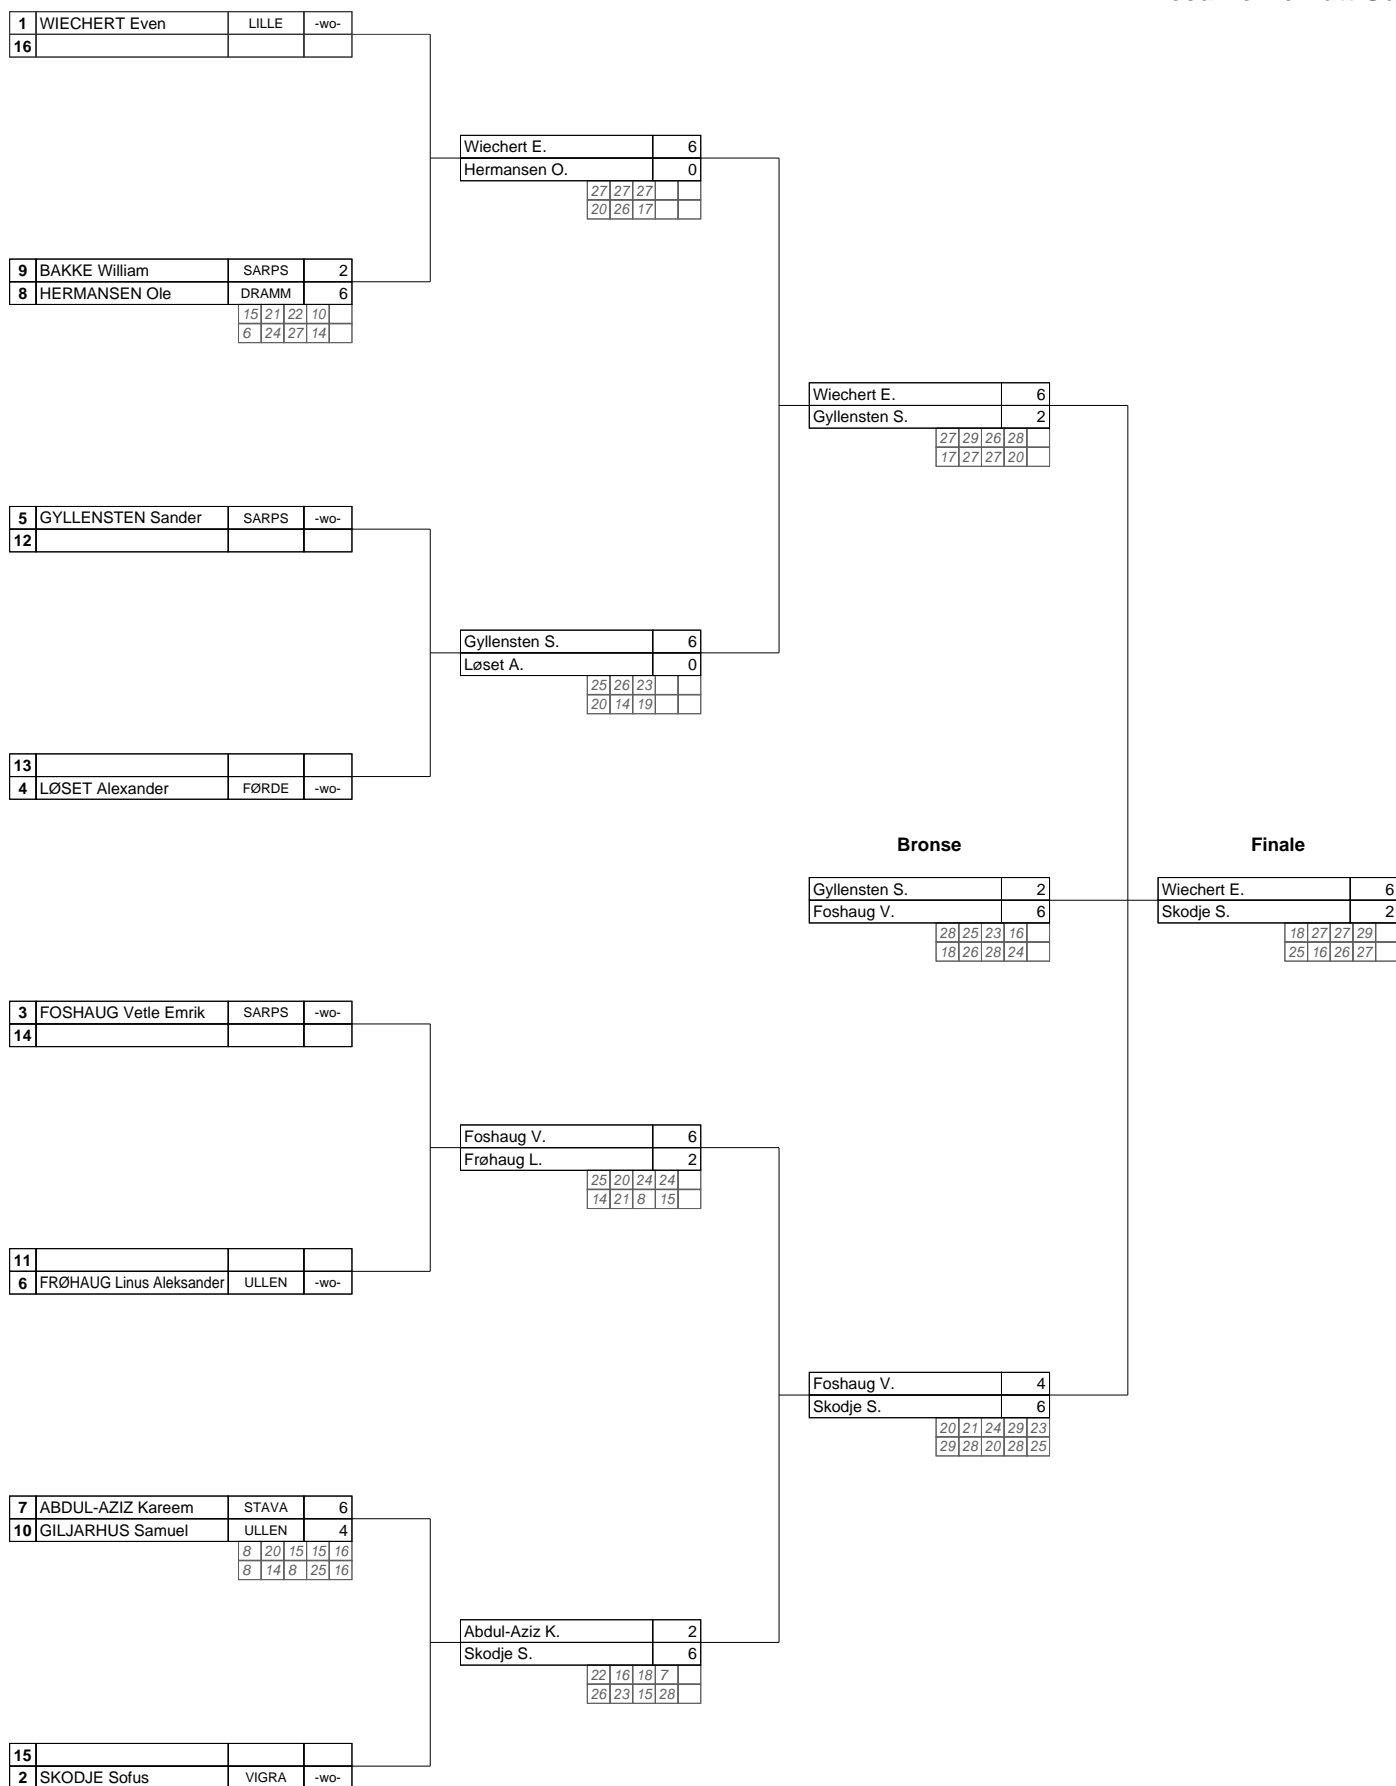 1 WIECHERT Even LILLE -wo-
16
Wiechert E. 6
Hermansen O. 0
27 27 27
20 26 17
9 BAKKE William SARPS 2
8 HERMANSEN Ole DRAMM 6
15 21 22 10
6 24 27 14
Wiechert E. 6
Gyllensten S. 2
27 29 26 28
17 27 27 20
5 GYLLENSTEN Sander SARPS -wo-
12
Gyllensten S. 6
Løset A. 0
25 26 23
20 14 19
13
4 LØSET Alexander FØRDE -wo-
Bronse Finale
Gyllensten S. 2 Wiechert E. 6
Foshaug V. 6 Skodje S. 2
28 25 23 16 18 27 27 29
18 26 28 24 25 16 26 27
3 FOSHAUG Vetle Emrik SARPS -wo-
14
Foshaug V. 6
Frøhaug L. 2
25 20 24 24
14 21 8 15
11
6 FRØHAUG Linus Aleksander ULLEN -wo-
Foshaug V. 4
Skodje S. 6
20 21 24 29 23
29 28 20 28 25
7 ABDUL-AZIZ Kareem STAVA 6
10 GILJARHUS Samuel ULLEN 4
8 20 15 15 16
8 14 8 25 16
Abdul-Aziz K. 2
Skodje S. 6
22 16 18 7
26 23 15 28
15
2 SKODJE Sofus VIGRA -wo-